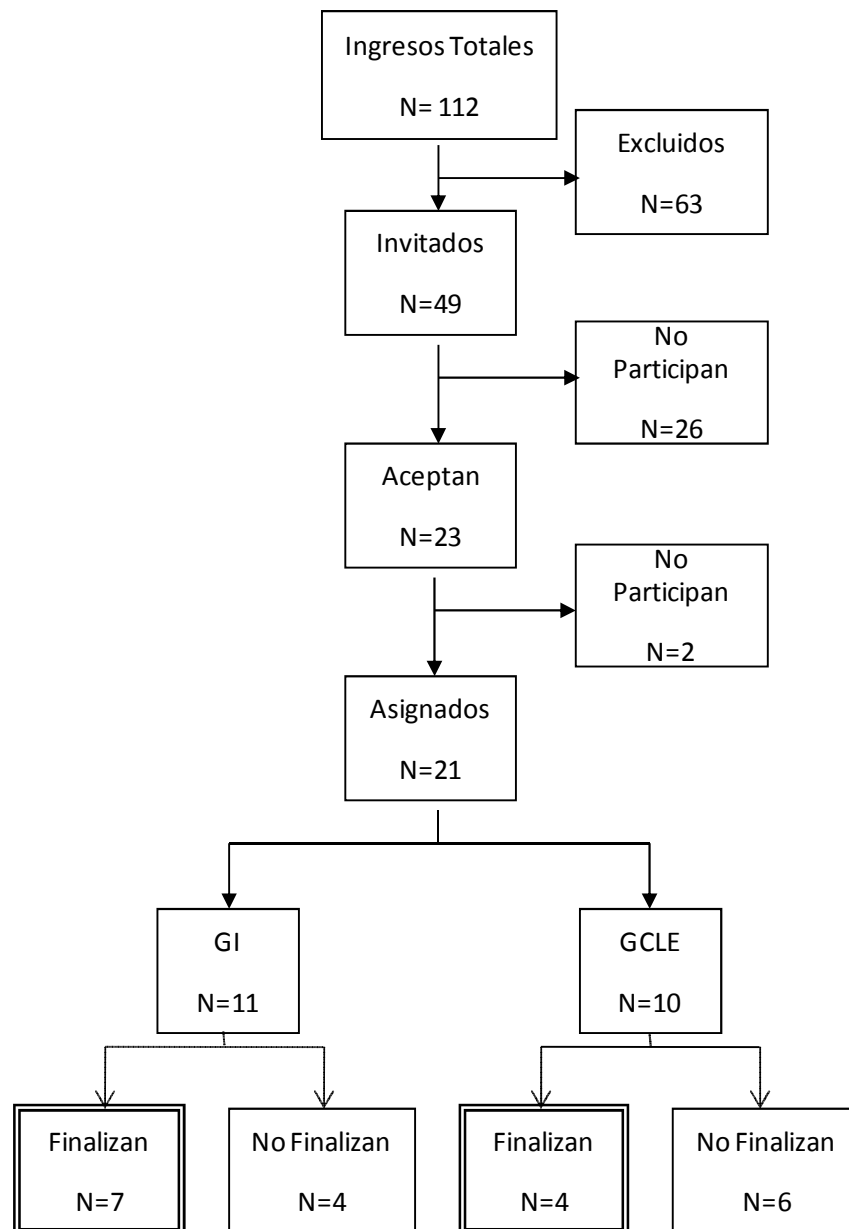 Ingresos Totales
N= 112
Excluidos
N=63
Invitados
N=49
No
Participan
N=26
Aceptan
N=23
No
Participan
N=2
Asignados
N=21
GI
N=11
GCLE
N=10
Finalizan
N=7
No Finalizan
N=4
Finalizan
N=4
No Finalizan
N=6